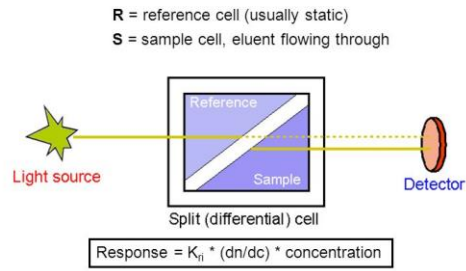 R = reference cell (usually static)
S = sample cell, eluent flowing through
Reference
Light source
Sample
Detector
Split (differential) cell
Response = Kri * (dn/dc) * concentration